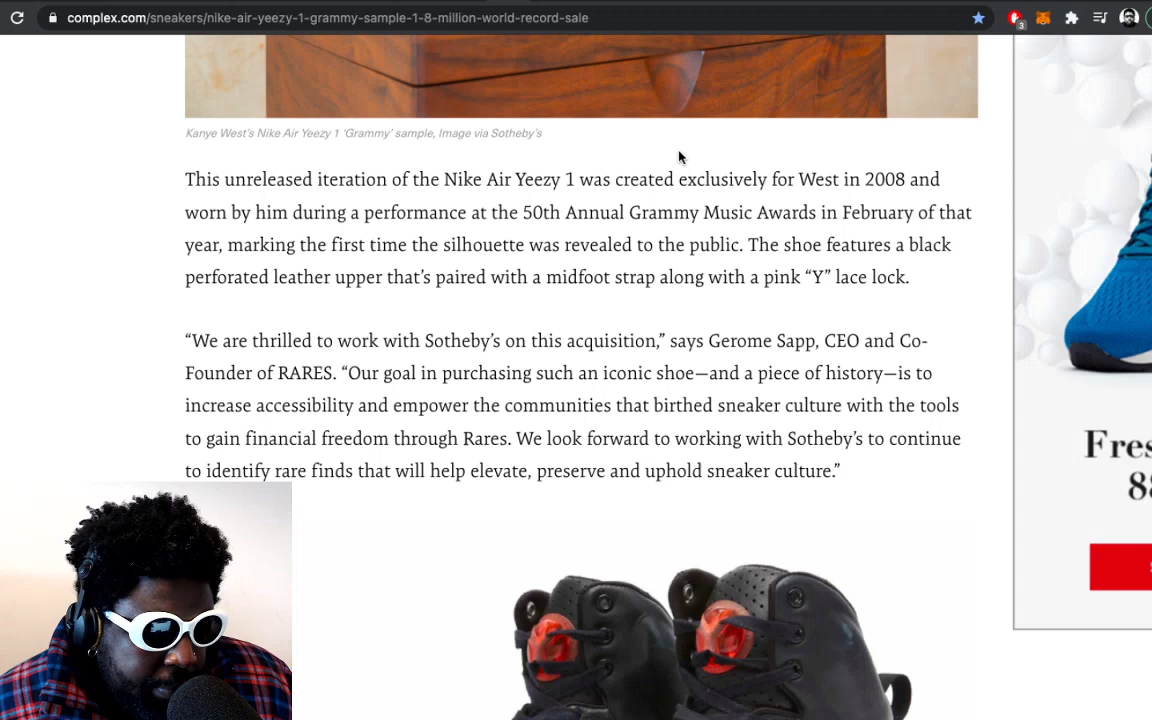 complex.com/sneakers/nike-air-yeezy-1-grammy-sample-1-8-million-world-record-sale
3
Kanye West's Nike Air Yeezy 1 'Grammy' sample, Image via Sotheby's
This unreleased iteration of the Nike Air Yeezy 1 was created exclusively for West in 2008 and
worn by him during a performance at the 50th Annual Grammy Music Awards in February of that
year, marking the first time the silhouette was revealed to the public. The shoe features a black
perforated leather upper that's paired with a midfoot strap along with a pink “Y” lace lock.
“We are thrilled to work with Sotheby's on this acquisition,” says Gerome Sapp, CEO and Co-
Founder of RARES. “Our goal in purchasing such an iconic shoe—and a piece of history—is to
increase accessibility and empower the communities that birthed sneaker culture with the tools
to gain financial freedom through Rares. We look forward to working with Sotheby's to continue
to identify rare finds that will help elevate, preserve and uphold sneaker culture.”
Fres
88